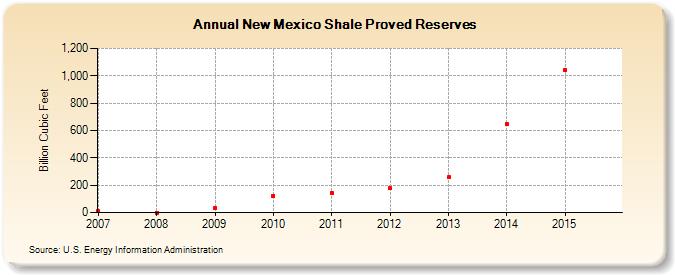 Annual New Mexico Shale Proved Reserves
Billion Cubic Feet
1,200
1,000
800
600
400
200
0
2007 2008 2009 2010 2011 2012 2013 2014 2015
Source: U.S. Energy Information Administration